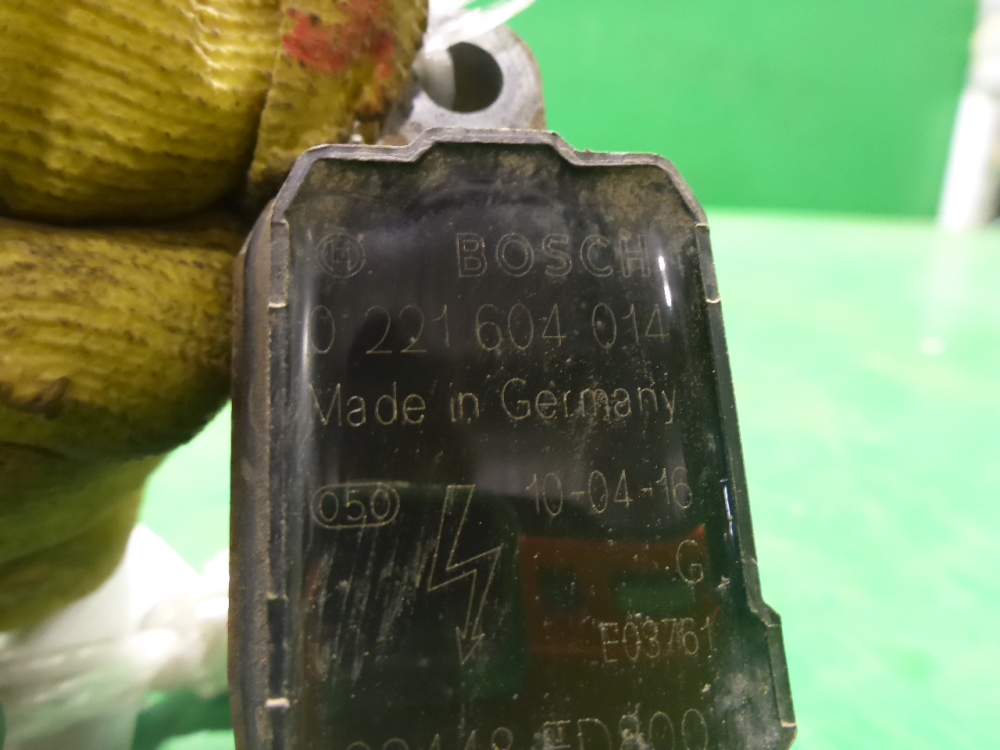 BOSCH
0 221 604 014
Made in Germany
050 10-04-16
G
E03761